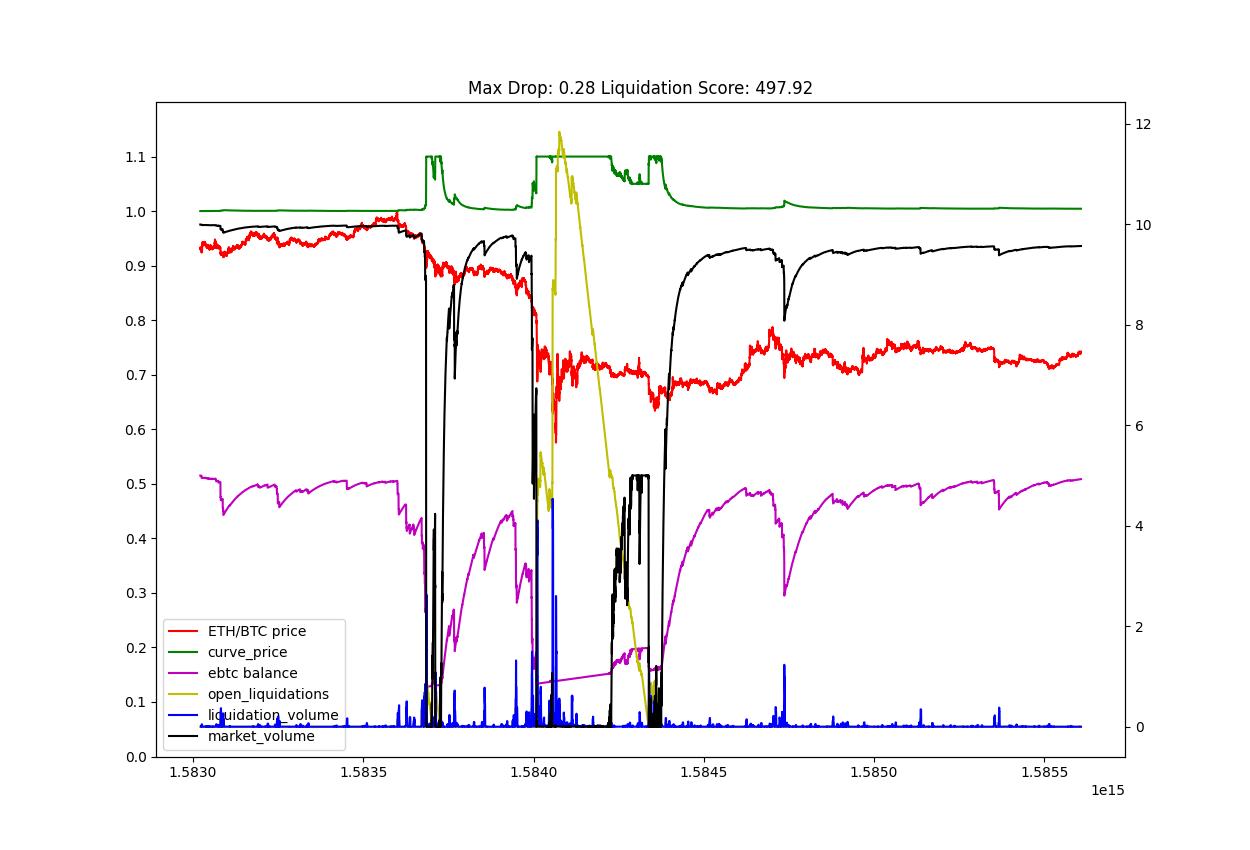 Max Drop: 0.28 Liquidation Score: 497.92
1.1
1.0
0.9
0.8
0.7
0.6
0.5
0.4
0.3
0.2
0.1
0.0
12
10
8
6
4
2
0
ETH/BTC price
curve_price
ebtc balance
open_liquidations
liquidation_volume
market_volume
1.5830 1.5835 1.5840 1.5845 1.5850 1.5855
1e15